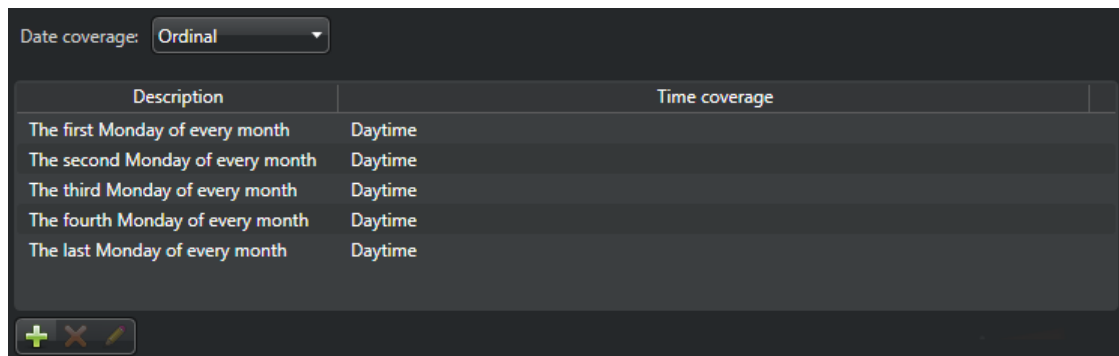 Date coverage: Ordinal
Description Time coverage
The first Monday of every month Daytime
The second Monday of every month Daytime
The third Monday of every month Daytime
The fourth Monday of every month Daytime
The last Monday of every month Daytime